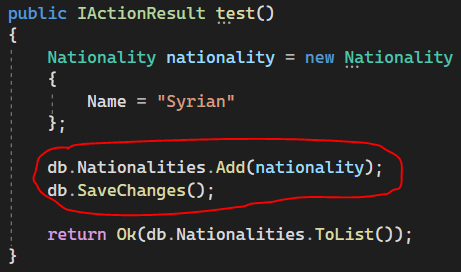 public IActionResult test()
{
Nationality nationality = new Nationality
{
Name = "Syrian"
};
db.Nationalities.Add(nationality);
db.SaveChanges();
return Ok(db.Nationalities.ToList());
}